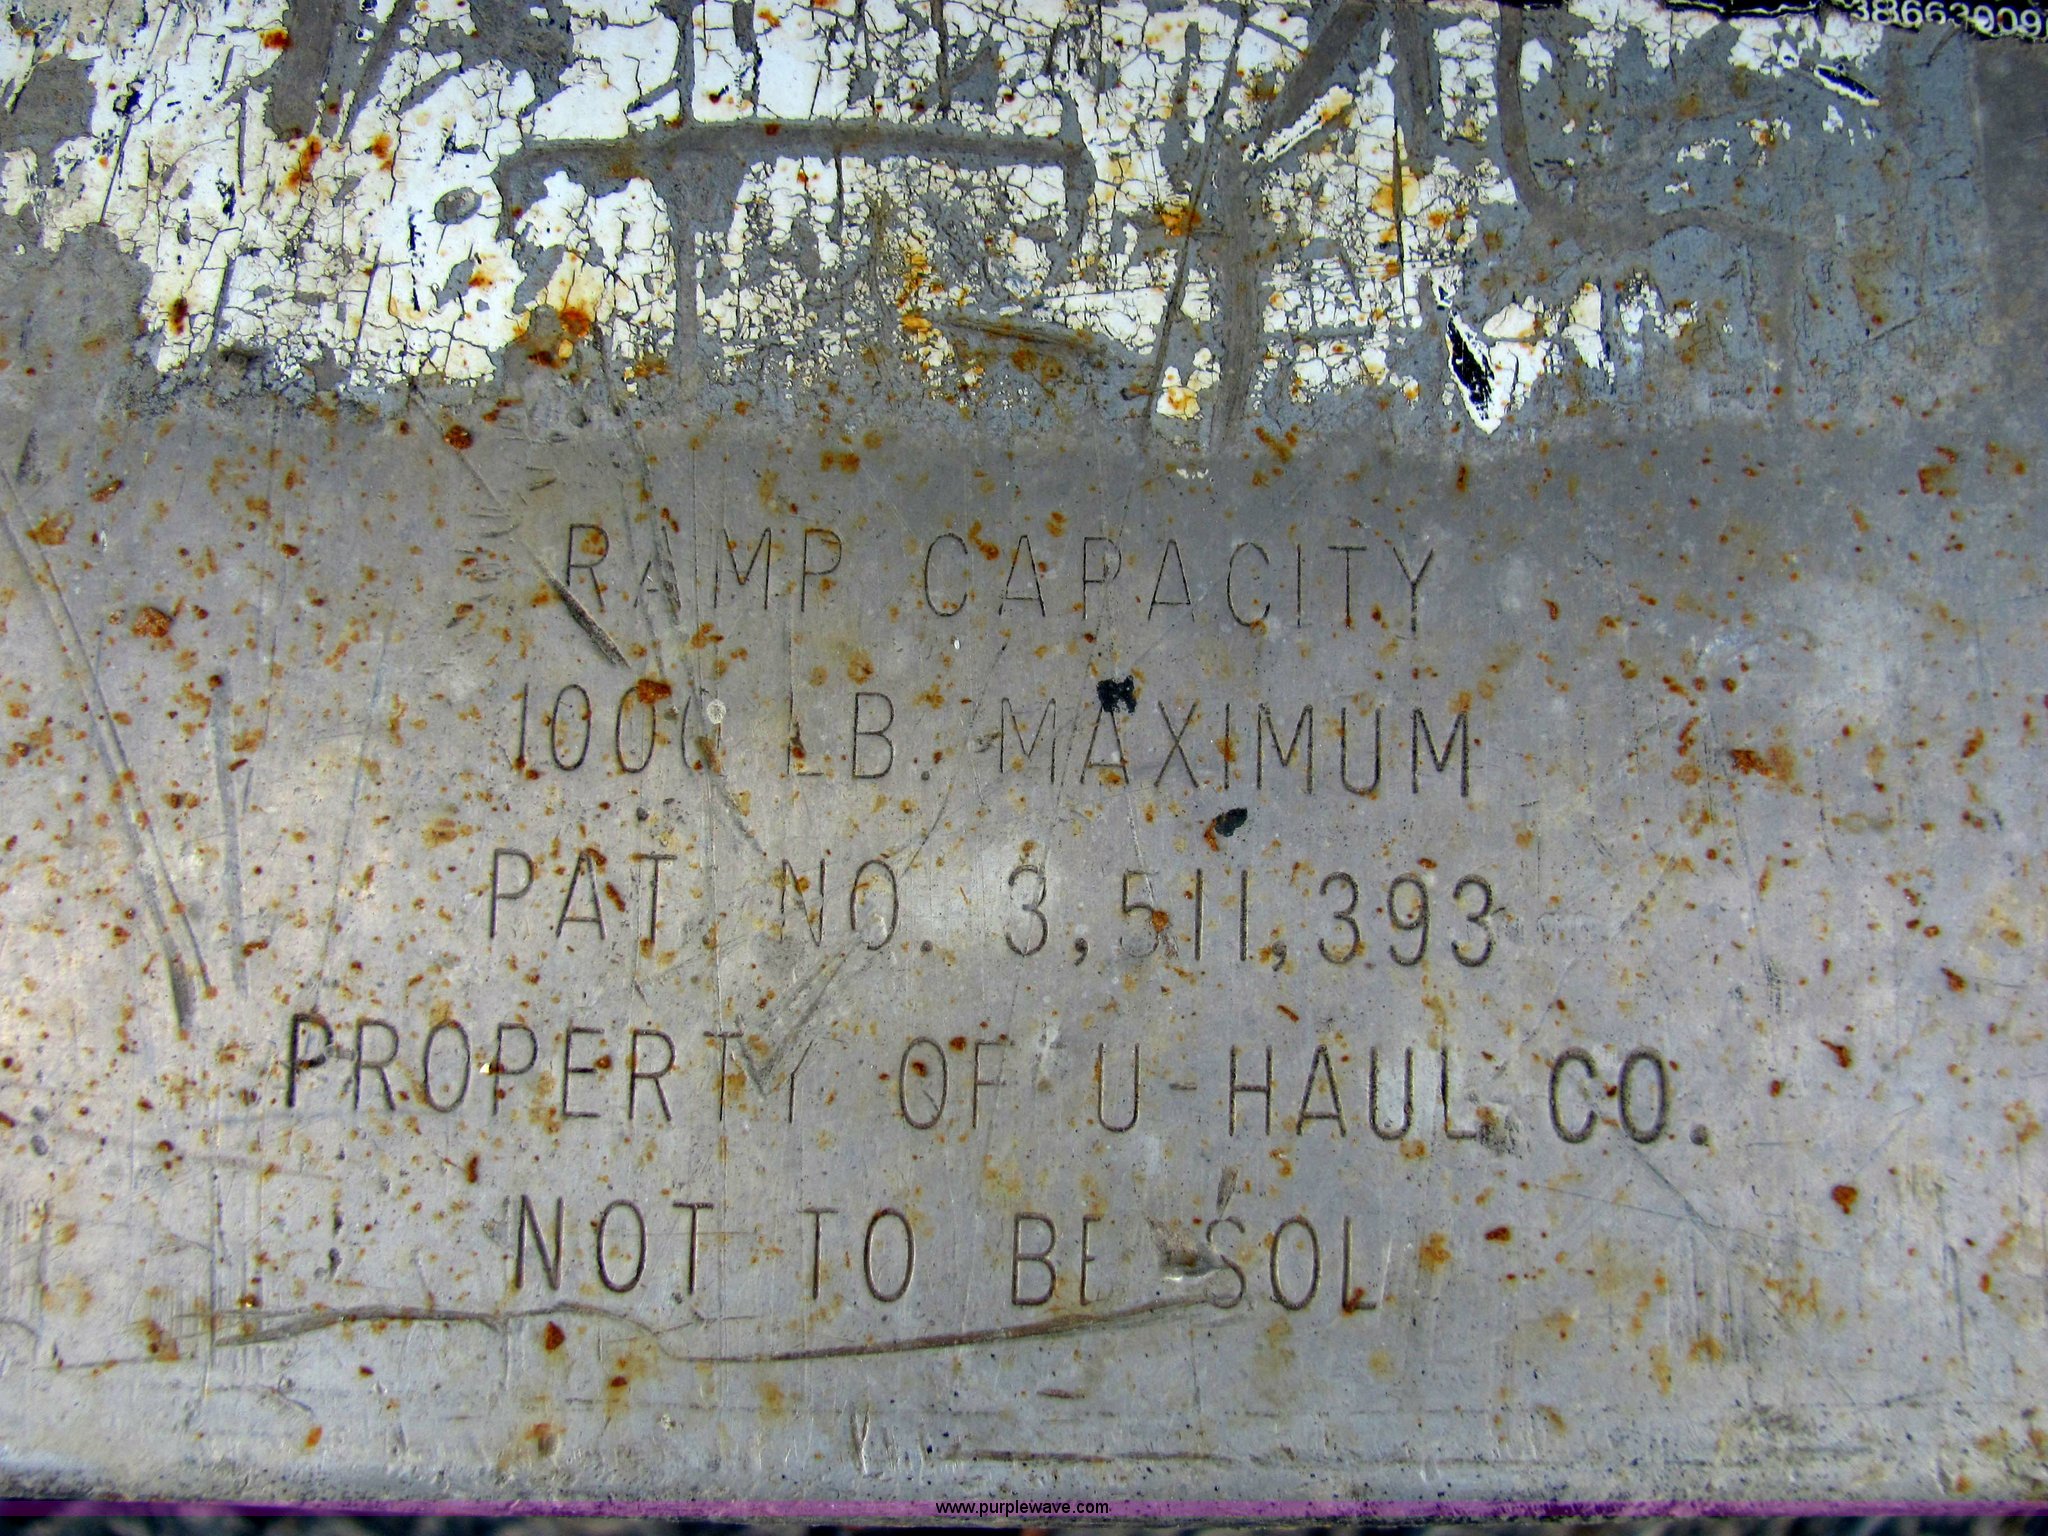 3866390
RAMP CAPACITY
1000 LB. MAXIMUM
PAT. NO. 3,511,393
PROPERTY OF U-HAUL CO.
NOT TO BE SOL
www.purplewave.com